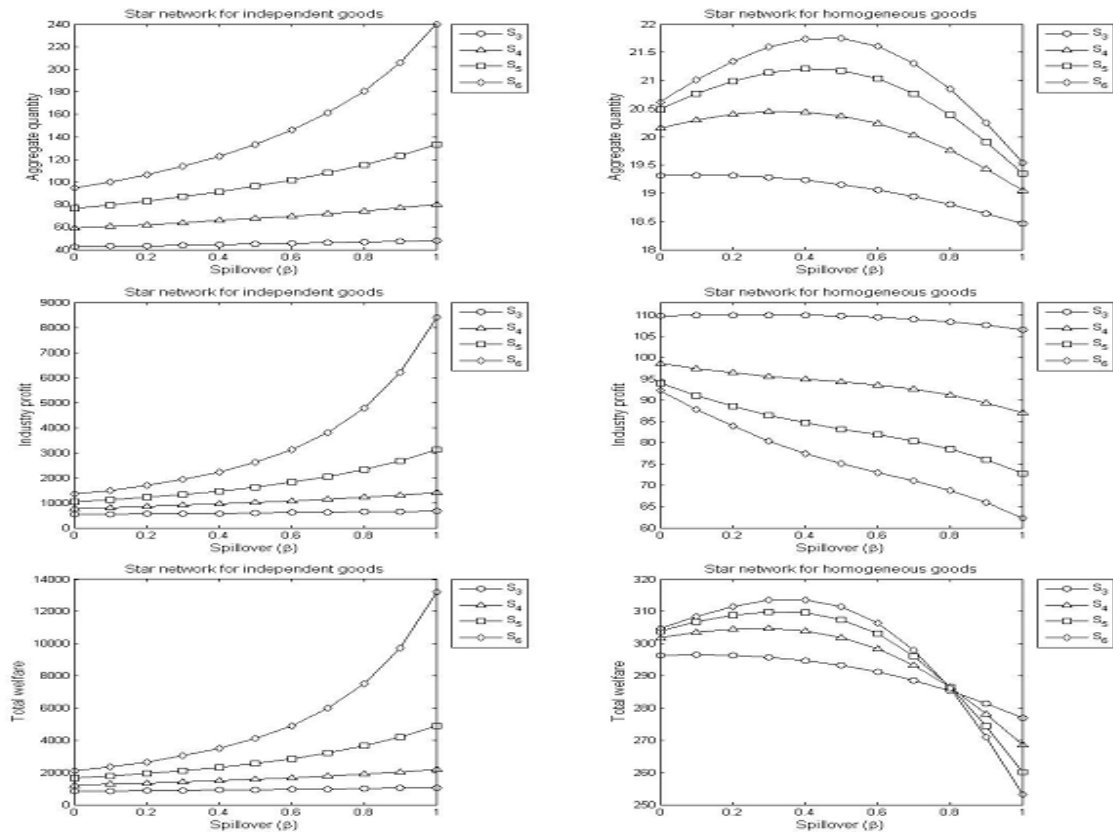 Star network for independent goods
Aggregate quantity
240
220
200
180
160
140
120
100
80
60
40
0
0.2
0.4
0.6
0.8
1
Spillover (β)
S3
S4
S5
S6
Star network for homogeneous goods
Aggregate quantity
22
21.5
21
20.5
20
19.5
19
18.5
18
0
0.2
0.4
0.6
0.8
1
Spillover (β)
S3
S4
S5
S6
Star network for independent goods
Industry profit
9000
8000
7000
6000
5000
4000
3000
2000
1000
0
0
0.2
0.4
0.6
0.8
1
Spillover (β)
S3
S4
S5
S6
Star network for homogeneous goods
Industry profit
110
105
100
95
90
85
80
75
70
65
60
0
0.2
0.4
0.6
0.8
1
Spillover (β)
S3
S4
S5
S6
Star network for independent goods
Total welfare
14000
12000
10000
8000
6000
4000
2000
0
0
0.2
0.4
0.6
0.8
1
Spillover (β)
S3
S4
S5
S6
Star network for homogeneous goods
Total welfare
320
310
300
290
280
270
260
250
0
0.2
0.4
0.6
0.8
1
Spillover (β)
S3
S4
S5
S6